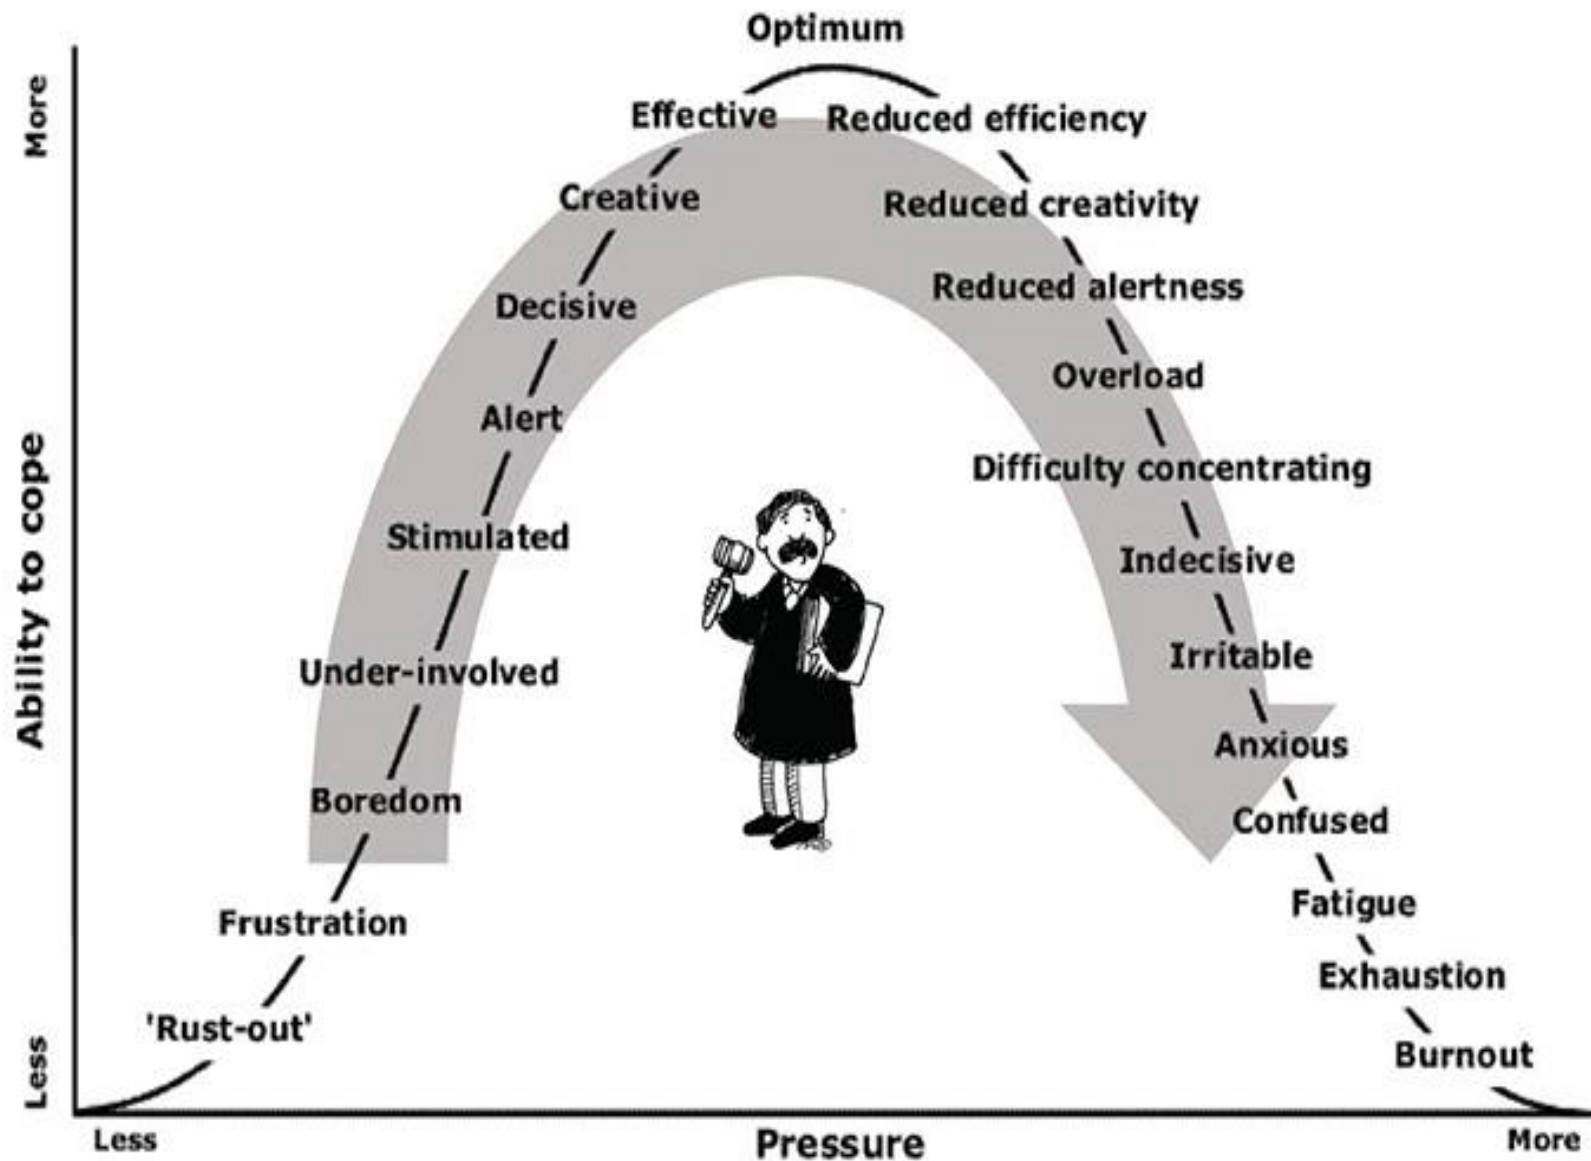 Optimum
Effective
Reduced efficiency
Creative
Reduced creativity
Decisive
Reduced alertness
Alert
Overload
Stimulated
Difficulty concentrating
Under-involved
Indecisive
Boredom
Irritable
Frustration
Anxious
'Rust-out'
Confused
Fatigue
Exhaustion
Burnout
More
Ability to cope
Less
Less
Pressure
More